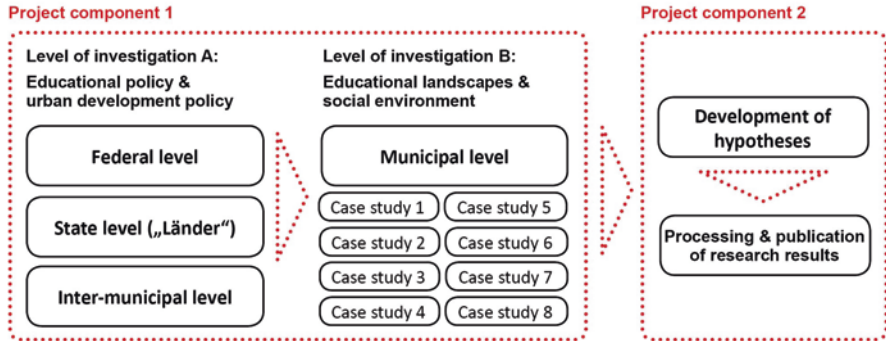 Project component 1
Level of investigation A:
Educational policy &
urban development policy
Federal level
State level („Länder“)
Inter-municipal level
Level of investigation B:
Educational landscapes &
social environment
Municipal level
Case study 1
Case study 2
Case study 3
Case study 4
Case study 5
Case study 6
Case study 7
Case study 8
Project component 2
Development of
hypotheses
Processing & publication
of research results